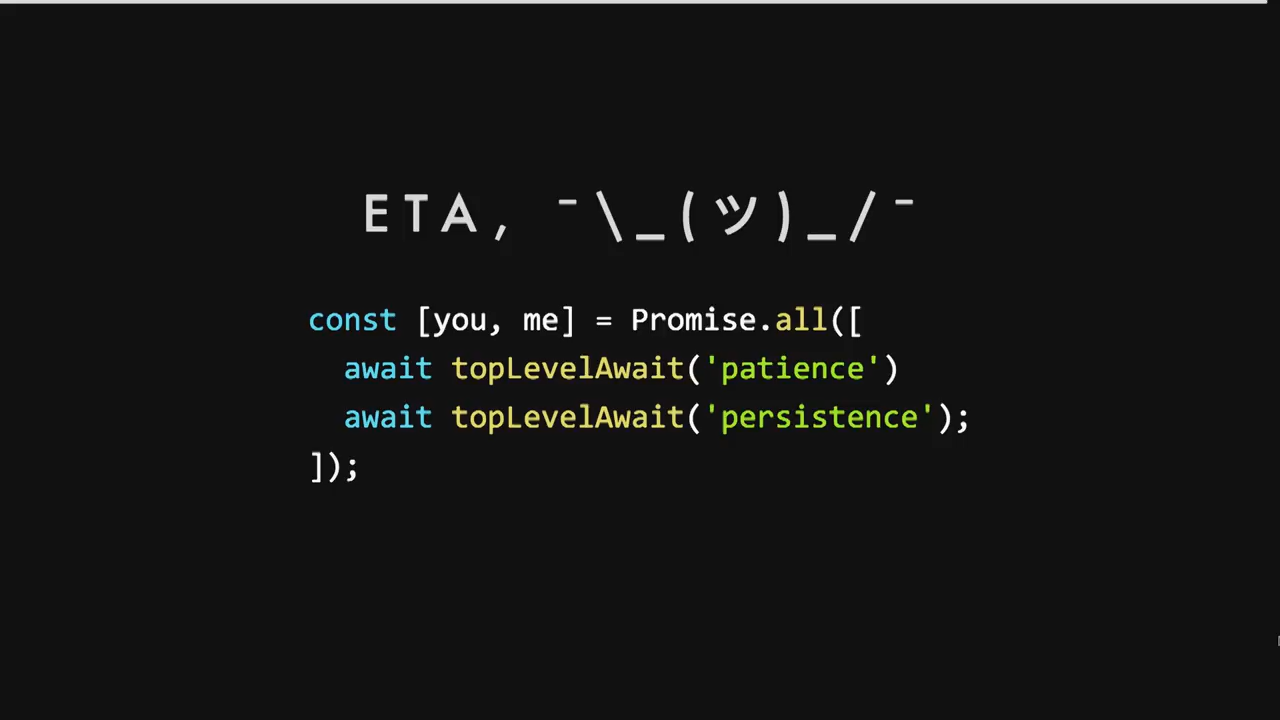 ETA, ¯\_(ツ)_/¯
const [you, me] = Promise.all([
  await topLevelAwait('patience')
  await topLevelAwait('persistence');
]);